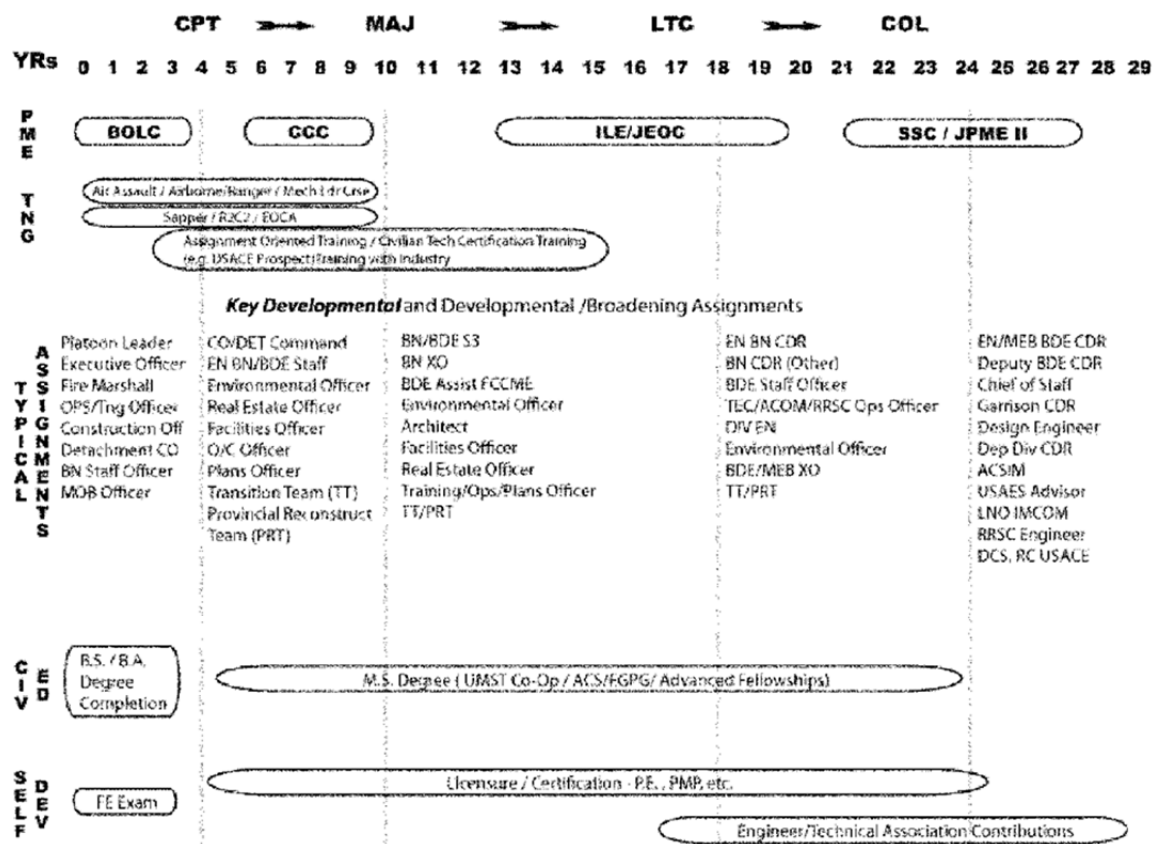 CPT MAJ LTC COL
YRs 0 1 2 3 4 5 6 7 8 9 10 11 12 13 14 15 16 17 18 19 20 21 22 23 24 25 26 27 28 29
PME
BOLC
CCC
ILE/JEOC
SSC / JPME II
TNG
Air Assault / Airborne/Ranger / Mech Ldr Crse
Sapper / R2C2 / EOCA
Assignment Oriented Training / Civilian Tech Certification Training
(e.g. USACE Prospect)Training with Industry
Key Developmental and Developmental /Broadening Assignments
TYPICAL
ASSIGNMENTS
Platoon Leader
Executive Officer
Fire Marshall
OPS/Tng Officer
Construction Off
Detachment CO
BN Staff Officer
MOB Officer
CO/DET Command
EN BN/BDE Staff
Environmental Officer
Real Estate Officer
Facilities Officer
O/C Officer
Plans Officer
Transition Team (TT)
Provincial Reconstruct
Team (PRT)
BN/BDE S3
BN XO
BDE Assist FCCME
Environmental Officer
Architect
Facilities Officer
Real Estate Officer
Training/Ops/Plans Officer
TT/PRT
EN BN CDR
BN CDR (Other)
BDE Staff Officer
TEC/ACOM/RRSC Ops Officer
DIV EN
Environmental Officer
BDE/MEB XO
TT/PRT
EN/MEB BDE CDR
Deputy BDE CDR
Chief of Staff
Garrison CDR
Design Engineer
Dep Div CDR
ACSIM
USAES Advisor
LNO IMCOM
RRSC Engineer
DCS, RC USACE
CIV
ED
B.S. / B.A.
Degree
Completion
M.S. Degree ( UMST Co-Op / ACS/EGPG/ Advanced Fellowships)
SELF
DEV
FE Exam
Licensure / Certification - P.E. , PMP, etc.
Engineer/Technical Association Contributions